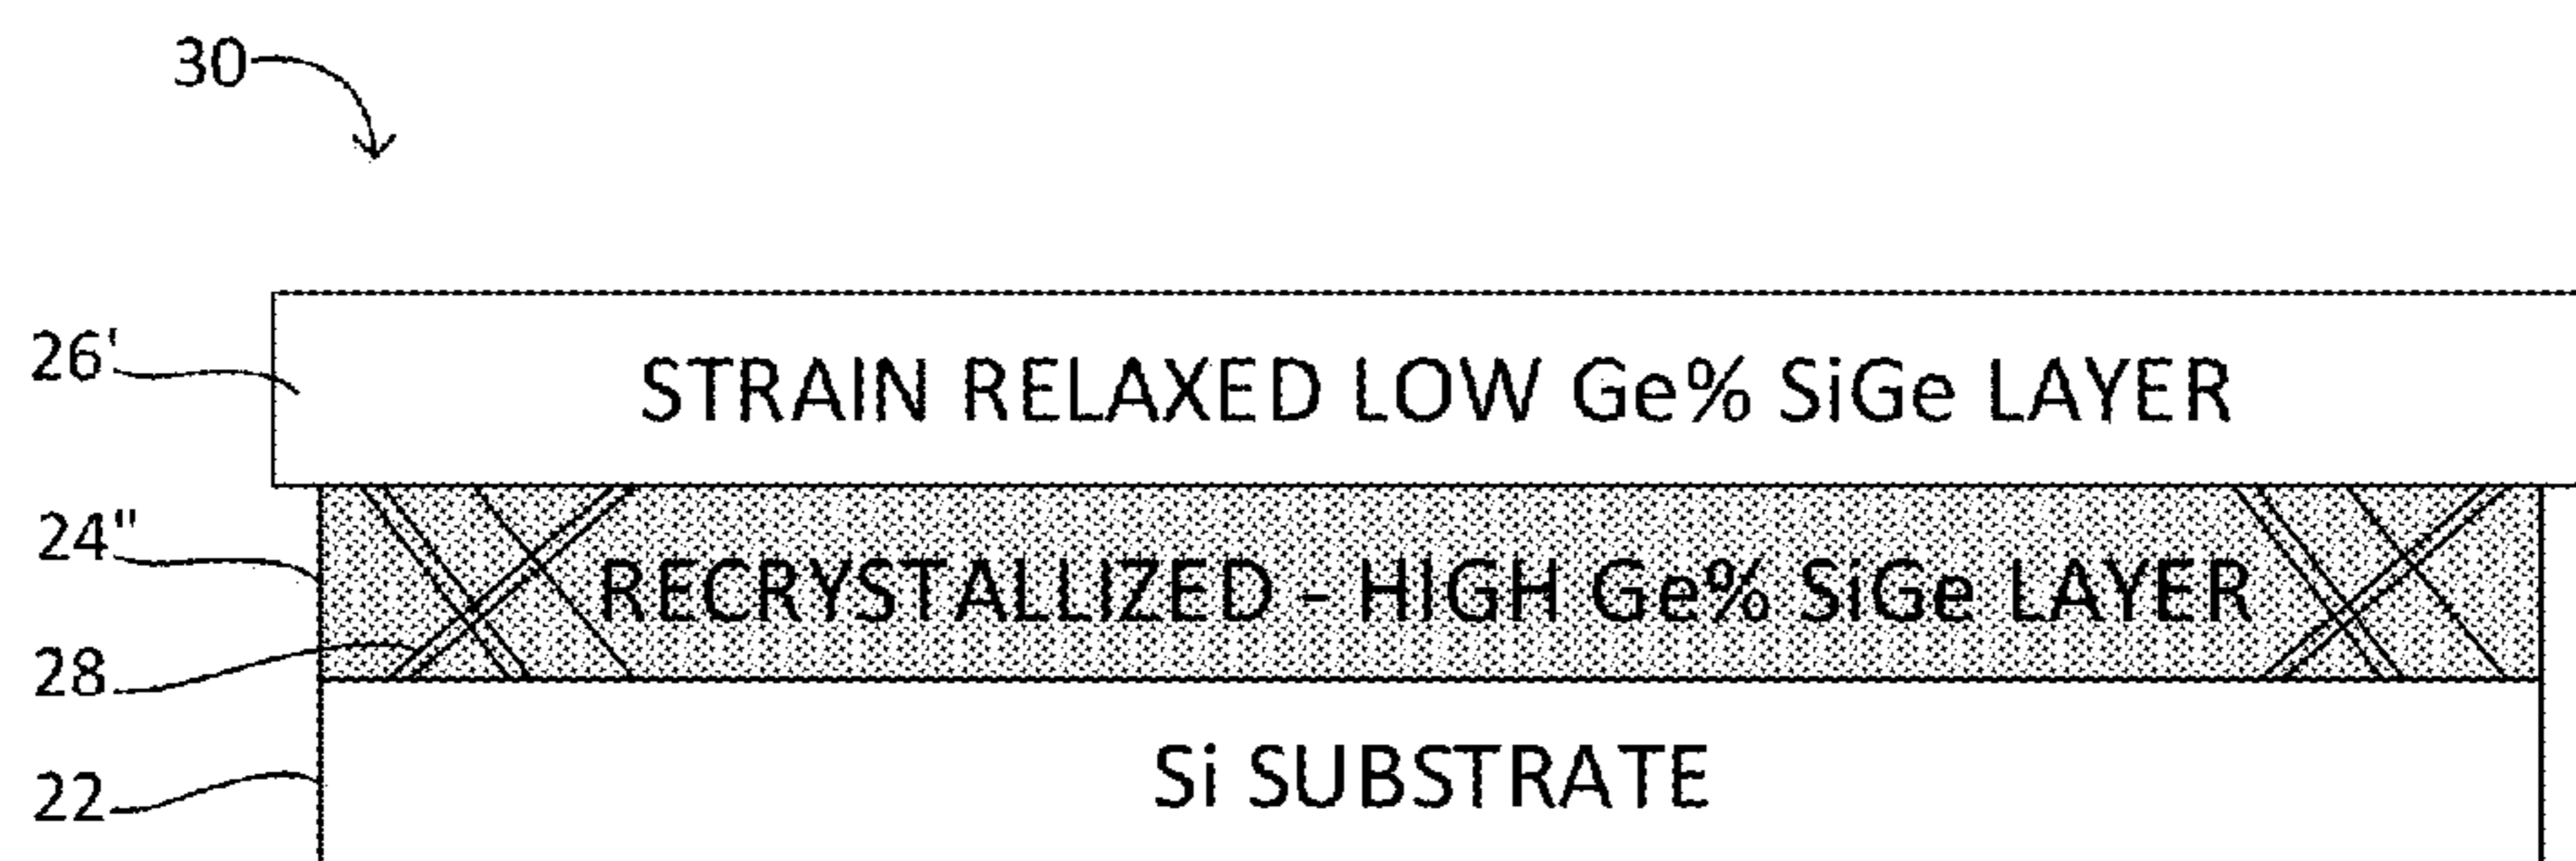 30
26'
STRAIN RELAXED LOW Ge% SiGe LAYER
24"
RECRYSTALLIZED - HIGH Ge% SiGe LAYER
28
22
Si SUBSTRATE